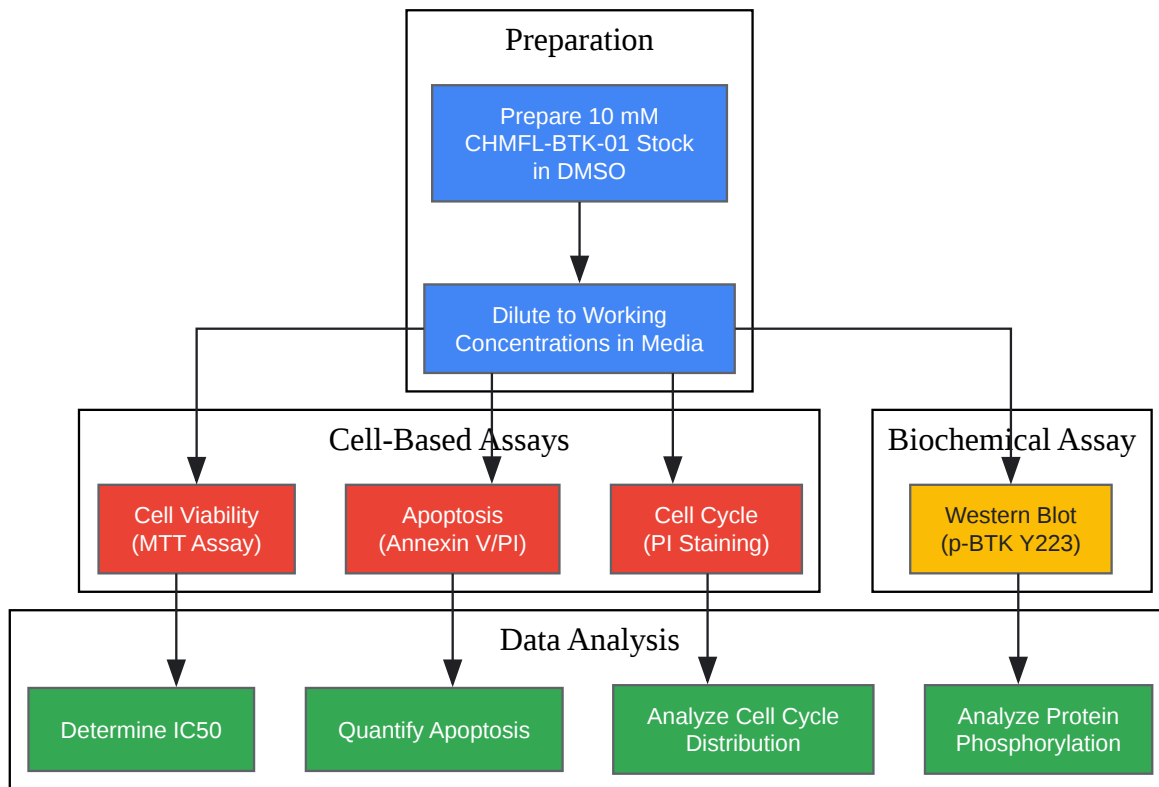 Preparation
Prepare 10 mM
CHMFL-BTK-01 Stock
in DMSO
Dilute to Working
Concentrations in Media
Cell-Based Assays
Biochemical Assay
Cell Viability
(MTT Assay)
Apoptosis
(Annexin V/PI)
Cell Cycle
(PI Staining)
Western Blot
(p-BTK Y223)
Data Analysis
Determine IC50
Quantify Apoptosis
Analyze Cell Cycle
Distribution
Analyze Protein
Phosphorylation